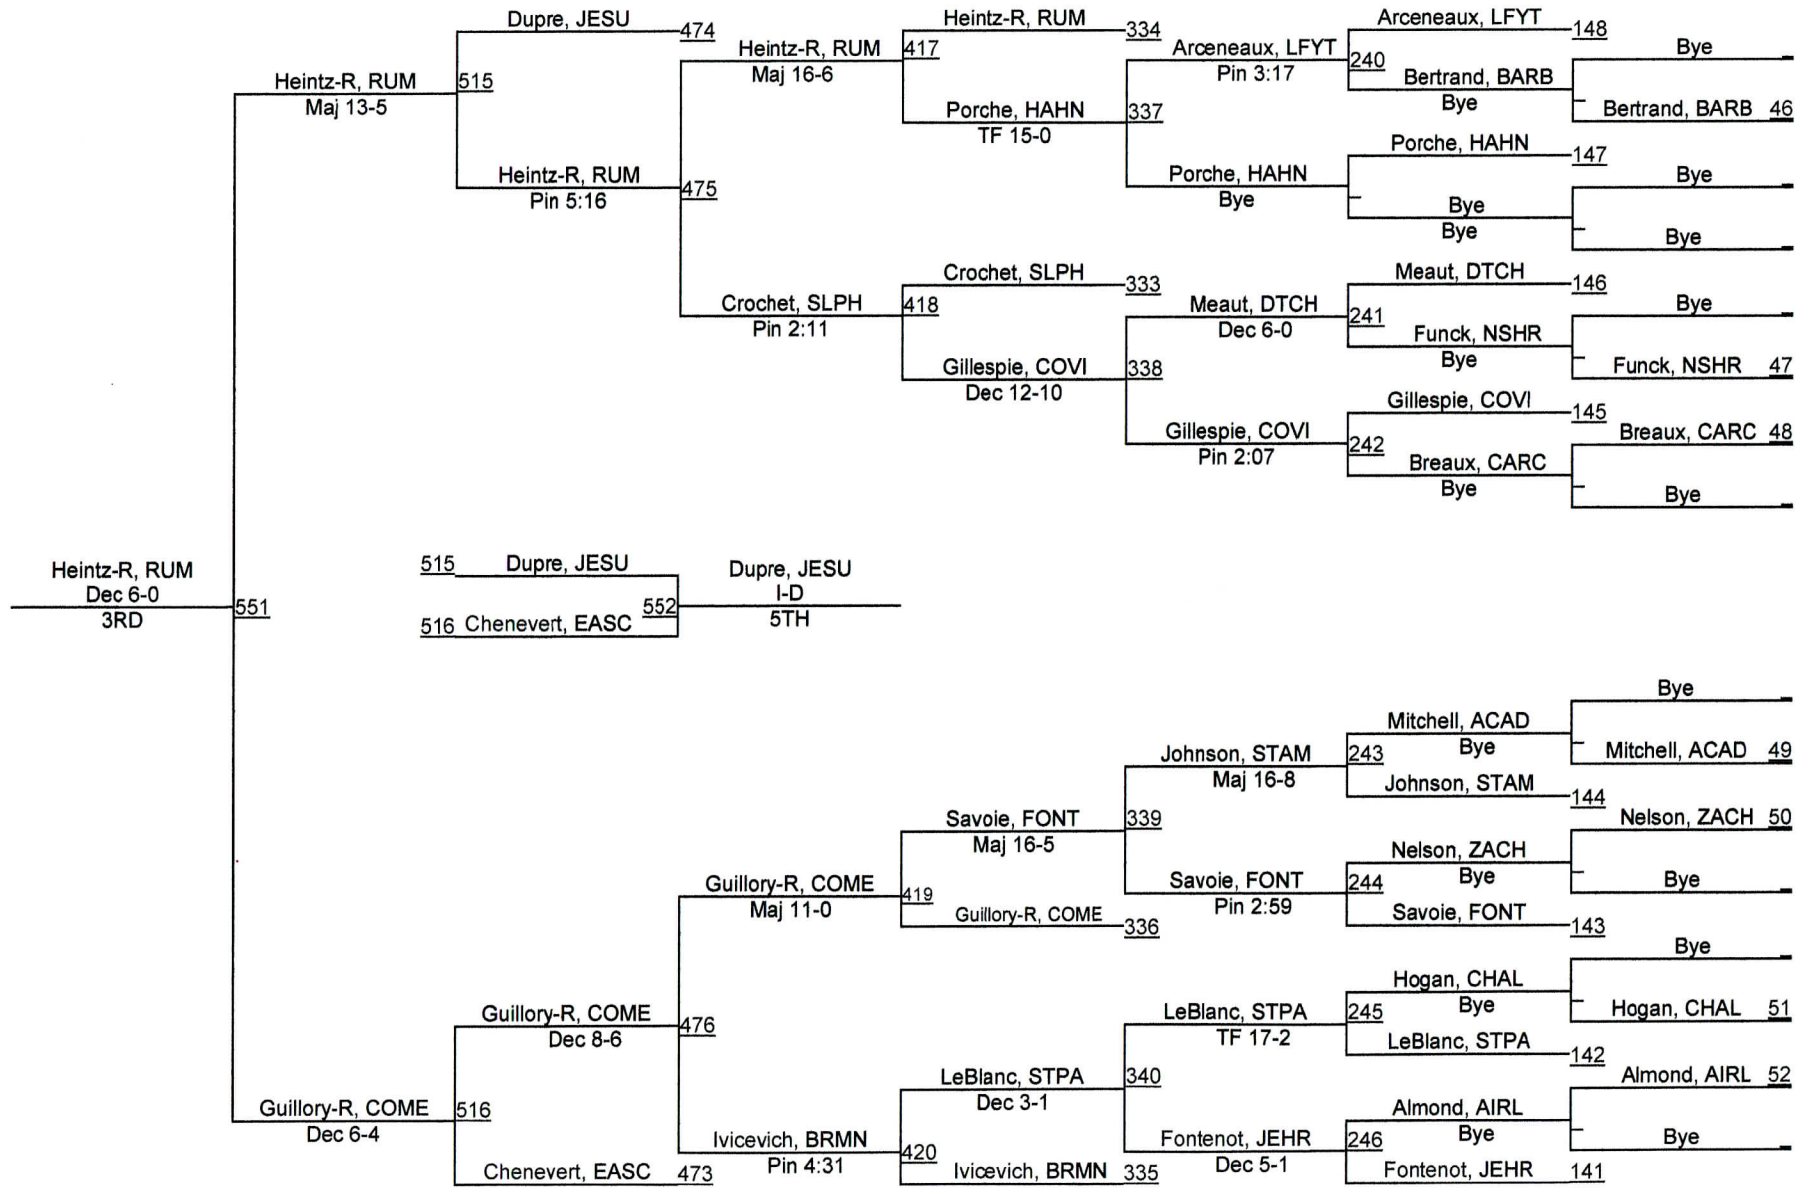 Dupre, JESU 474
Heintz-R, RUM 334
Arceneaux, LFYT 148
Heintz-R, RUM 417
Maj 16-6
Arceneaux, LFYT 240
Pin 3:17
Bye
Heintz-R, RUM 515
Maj 13-5
Bertrand, BARB
Bye
Porche, HAHN 337
TF 15-0
Bertrand, BARB 46
Porche, HAHN 147
Heintz-R, RUM 475
Pin 5:16
Porche, HAHN
Bye
Bye
Bye
Bye
Bye
Crochet, SLPH 333
Meaut, DTCH 146
Crochet, SLPH 418
Pin 2:11
Meaut, DTCH 241
Dec 6-0
Bye
Funck, NSHR
Bye
Gillespie, COVI 338
Dec 12-10
Funck, NSHR 47
Gillespie, COVI 145
Gillespie, COVI 242
Pin 2:07
Breaux, CARC 48
Breaux, CARC
Bye
Bye
515 Dupre, JESU
Heintz-R, RUM
Dec 6-0
3RD
551
552
Dupre, JESU
I-D
5TH
516 Chenevert, EASC
Bye
Mitchell, ACAD
Bye
Johnson, STAM 243
Maj 16-8
Mitchell, ACAD 49
Johnson, STAM 144
Savoie, FONT 339
Maj 16-5
Nelson, ZACH 50
Nelson, ZACH
Bye
Guillory-R, COME 419
Maj 11-0
Savoie, FONT 244
Pin 2:59
Bye
Guillory-R, COME 336
Savoie, FONT 143
Bye
Hogan, CHAL
Bye
Guillory-R, COME 476
Dec 8-6
LeBlanc, STPA 245
TF 17-2
Hogan, CHAL 51
LeBlanc, STPA 142
LeBlanc, STPA 340
Dec 3-1
Almond, AIRL 52
Guillory-R, COME 516
Dec 6-4
Almond, AIRL
Bye
Ivicevich, BRMN 420
Pin 4:31
Fontenot, JEHR 246
Dec 5-1
Bye
Chenevert, EASC 473
Ivicevich, BRMN 335
Fontenot, JEHR 141